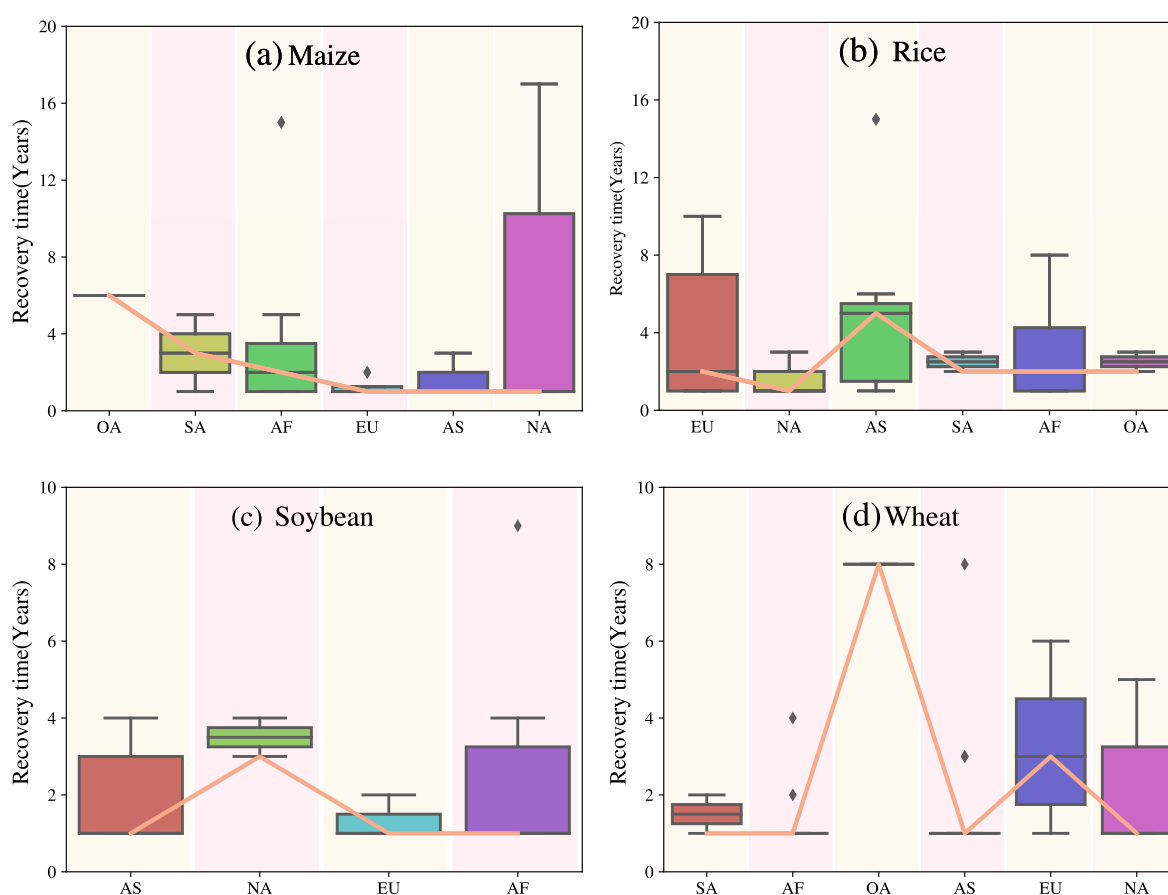 (a) Maize
Recovery time(Years)
20
16
12
8
4
0
OA SA AF EU AS NA
(b) Rice
Recovery time(Years)
20
16
12
8
4
0
EU NA AS SA AF OA
(c) Soybean
Recovery time(Years)
10
8
6
4
2
0
AS NA EU AF
(d) Wheat
Recovery time(Years)
10
8
6
4
2
0
SA AF OA AS EU NA